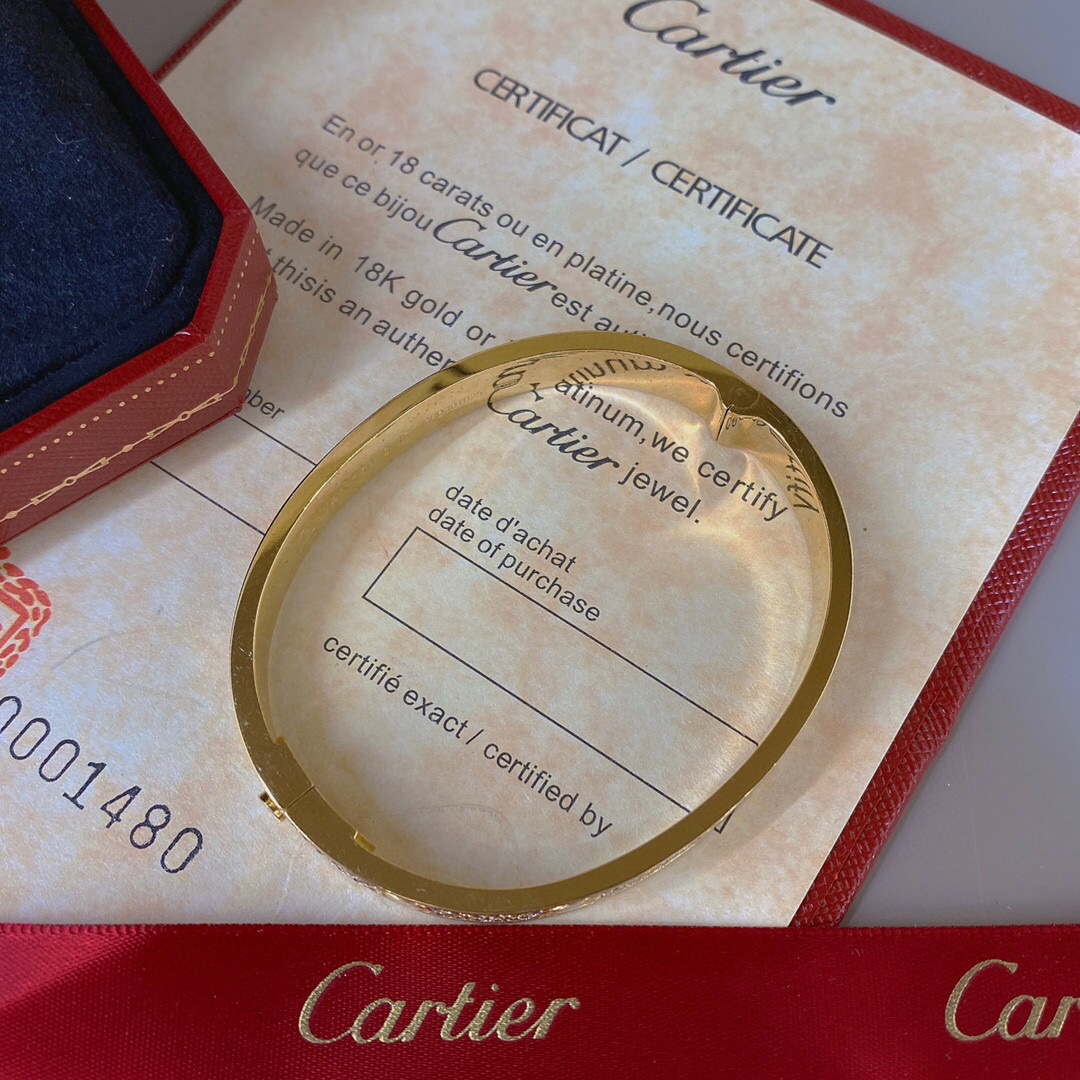 Cartier
CERTIFICAT / CERTIFICATE
En or 18 carats ou en platine,nous certifions
que ce bijou Cartier est
Made in 18K gold or atinum,we certify
thisis an authen Cartier jewel.
date d'achat
date of purchase
certifié exact / certified by
0001480
Cartier
Car